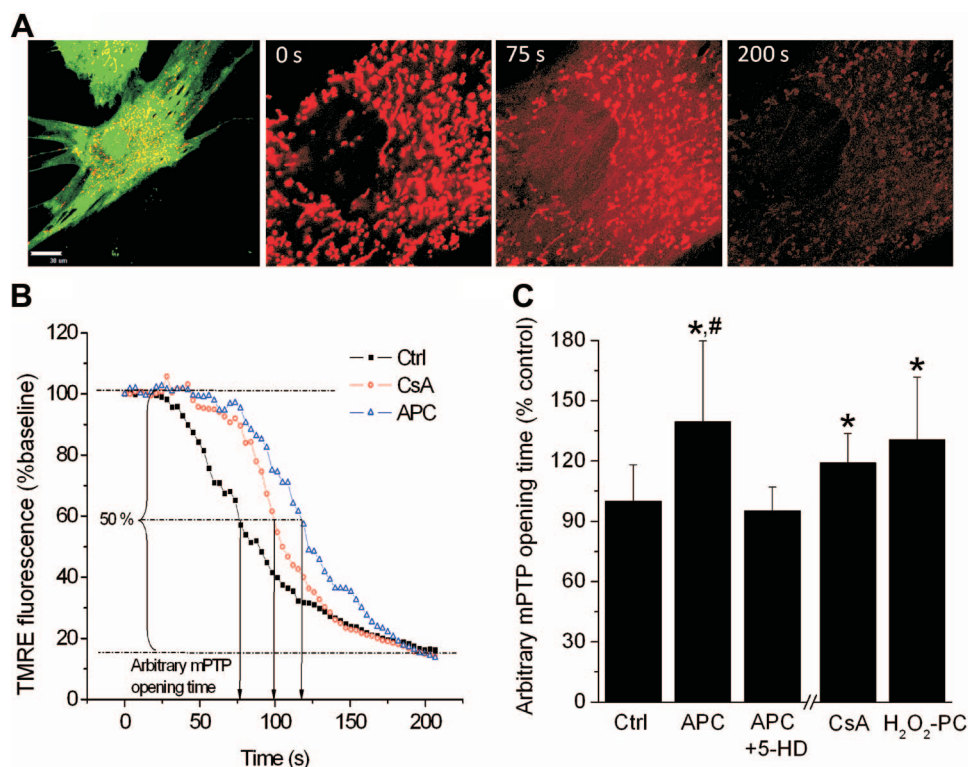 A
0 s
75 s
200 s
30 um
B
120
100
80
60
40
20
0
TMRE fluorescence (%baseline)
Ctrl
CsA
APC
50 %
Arbitrary mPTP
opening time
0
50
100
150
200
Time (s)
C
180
150
120
90
60
30
0
Arbitrary mPTP opening time (% control)
*,#
*
*
Ctrl
APC
APC
+5-HD
CsA
H₂O₂-PC